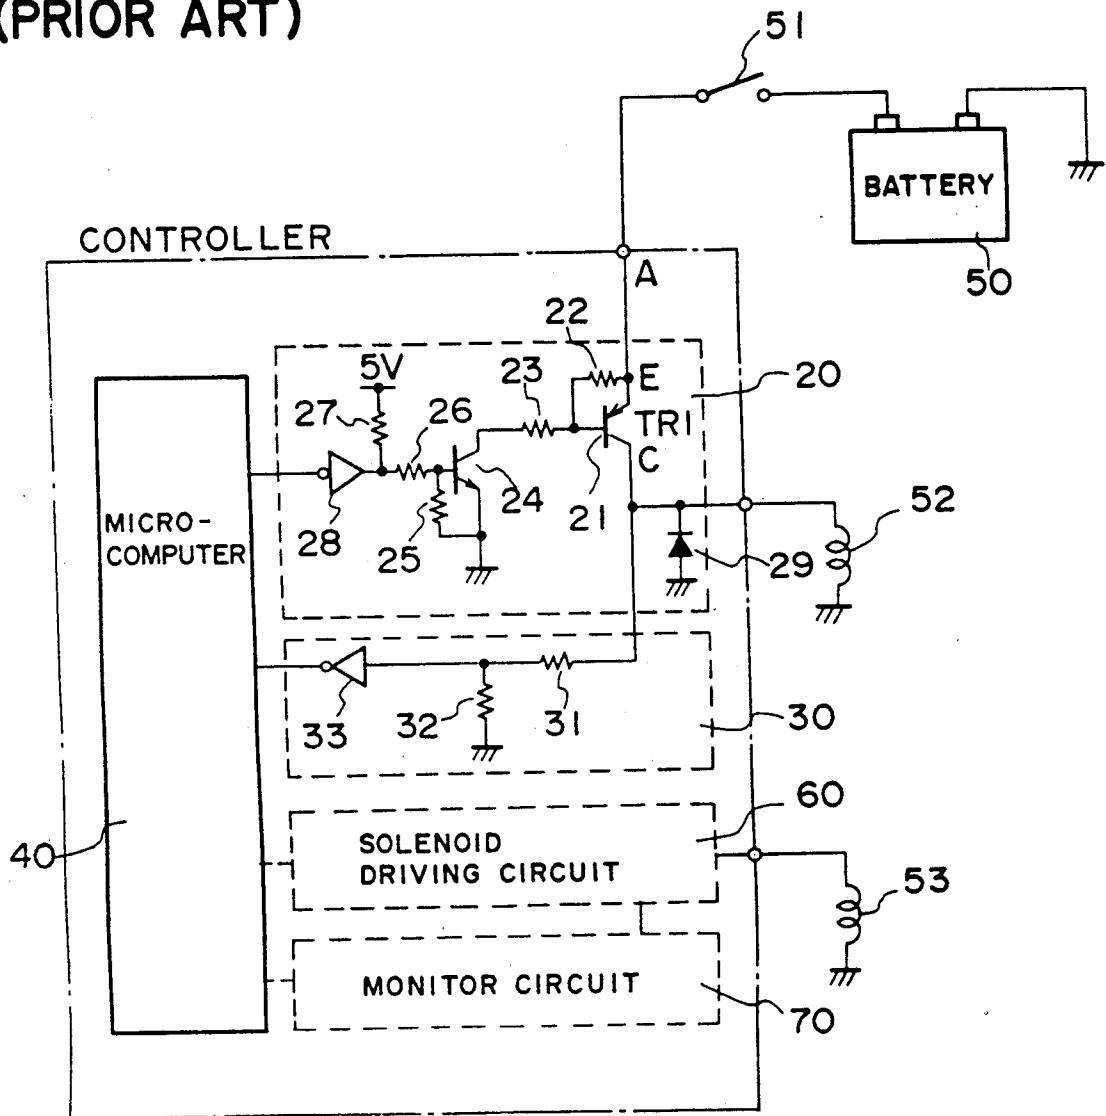 (PRIOR ART)
51
BATTERY
50
CONTROLLER
A
22
5V
23
E
20
27
26
TR1
C
24
21
52
28
25
29
MICRO-
COMPUTER
33
32
31
30
60
SOLENOID
DRIVING CIRCUIT
40
53
MONITOR CIRCUIT
70